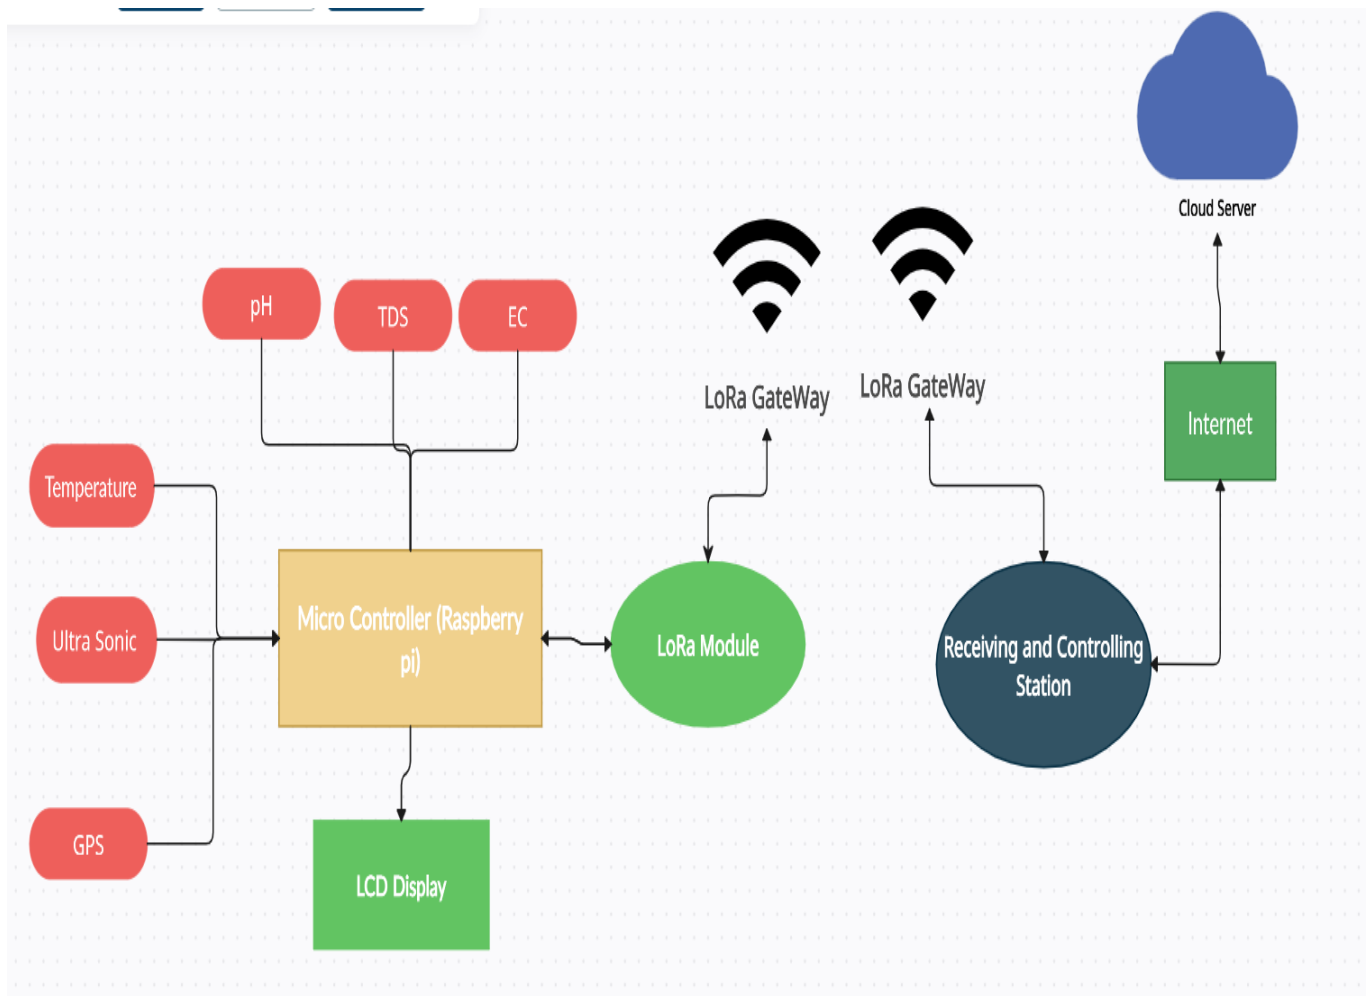 Cloud Server
pH
TDS
EC
LoRa GateWay
LoRa GateWay
Internet
Temperature
Ultra Sonic
Micro Controller (Raspberry
pi)
LoRa Module
Receiving and Controlling
Station
GPS
LCD Display